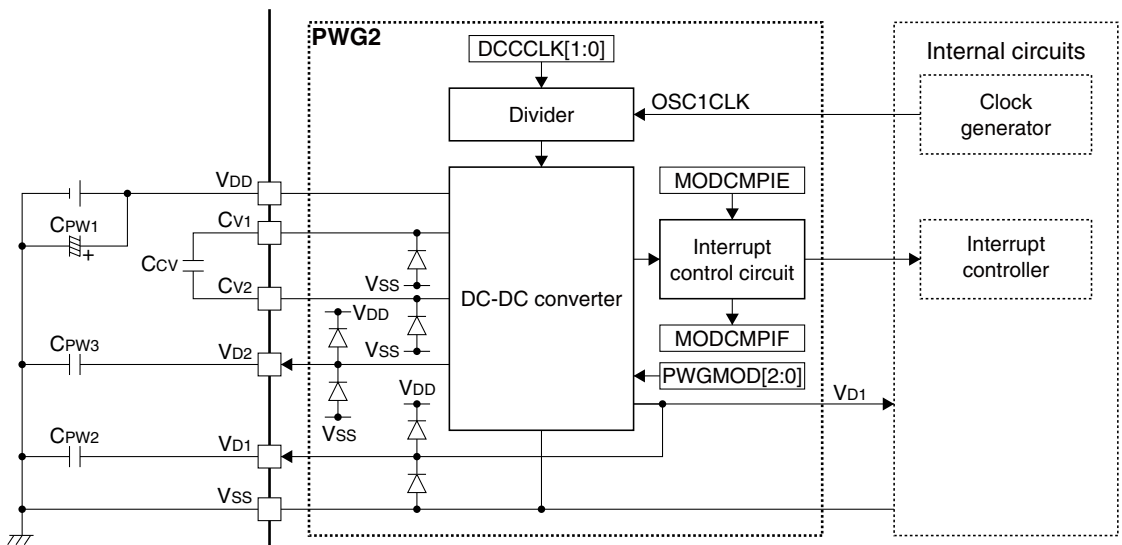 PWG2
DCCCLK[1:0]
Internal circuits
Divider
OSC1CLK
Clock
generator
VDD
CPW1
+
CV1
CCV
CV2
VSS
VDD
VSS
DC-DC converter
MODCMPIE
Interrupt
control circuit
MODCMPIF
PWGMOD[2:0]
Interrupt
controller
CPW3
VD2
VSS
VDD
VD1
CPW2
VD1
VSS